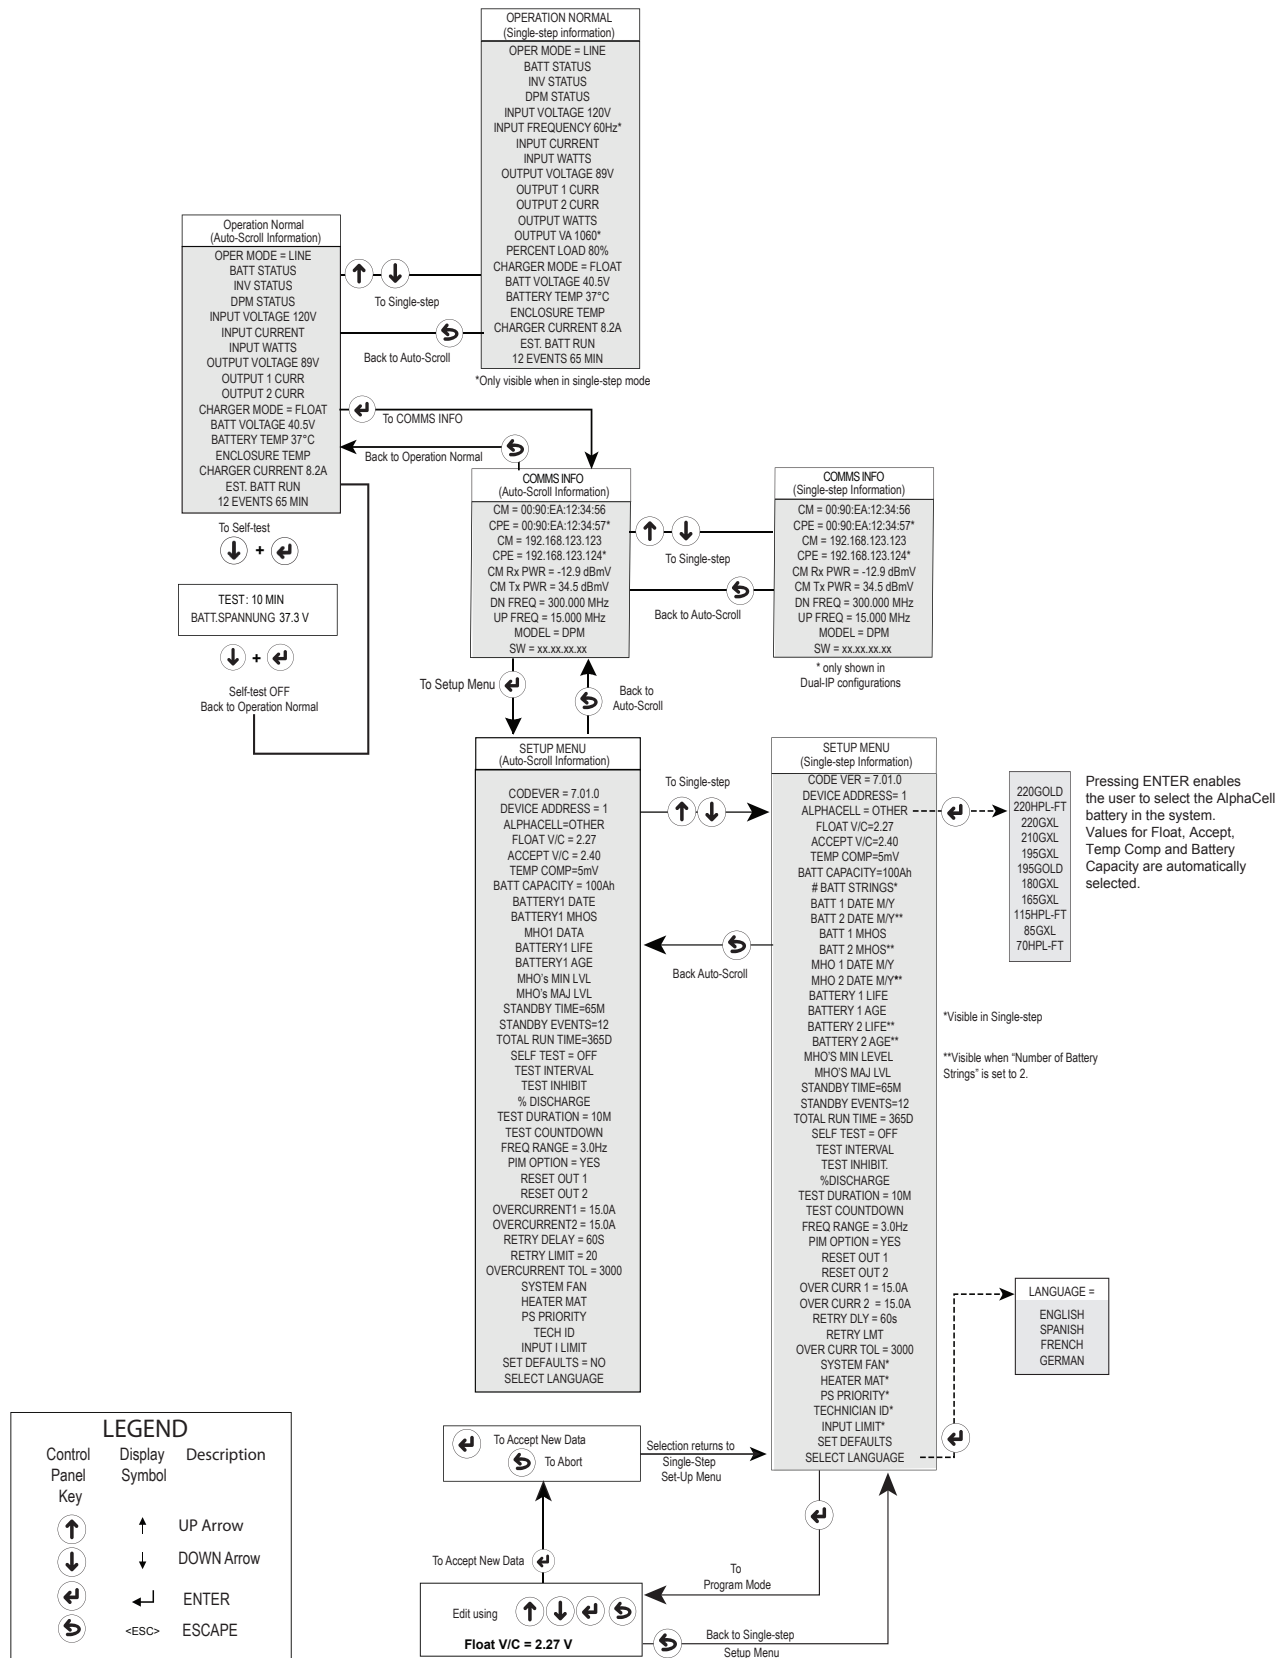 OPERATION NORMAL
(Single-step information)
OPER MODE = LINE
BATT STATUS
INV STATUS
DPM STATUS
INPUT VOLTAGE 120V
INPUT FREQUENCY 60Hz*
INPUT CURRENT
INPUT WATTS
OUTPUT VOLTAGE 89V
OUTPUT 1 CURR
OUTPUT 2 CURR
OUTPUT WATTS
OUTPUT VA 1060*
PERCENT LOAD 80%
CHARGER MODE = FLOAT
BATT VOLTAGE 40.5V
BATTERY TEMP 37°C
ENCLOSURE TEMP
CHARGER CURRENT 8.2A
EST. BATT RUN
12 EVENTS 65 MIN
*Only visible when in single-step mode
Operation Normal
(Auto-Scroll Information)
OPER MODE = LINE
BATT STATUS
INV STATUS
DPM STATUS
INPUT VOLTAGE 120V
INPUT CURRENT
INPUT WATTS
OUTPUT VOLTAGE 89V
OUTPUT 1 CURR
OUTPUT 2 CURR
CHARGER MODE = FLOAT
BATT VOLTAGE 40.5V
BATTERY TEMP 37°C
ENCLOSURE TEMP
CHARGER CURRENT 8.2A
EST. BATT RUN
12 EVENTS 65 MIN
To Single-step
Back to Auto-Scroll
To COMMS INFO
Back to Operation Normal
To Self-test
+
TEST: 10 MIN
BATT.SPANNUNG 37.3 V
+
Self-test OFF
Back to Operation Normal
COMMS INFO
(Auto-Scroll Information)
CM = 00:90:EA:12:34:56
CPE = 00:90:EA:12:34:57*
CM = 192.168.123.123
CPE = 192.168.123.124*
CM Rx PWR = -12.9 dBmV
CM Tx PWR = 34.5 dBmV
DN FREQ = 300.000 MHz
UP FREQ = 15.000 MHz
MODEL = DPM
SW = xx.xx.xx.xx
To Single-step
Back to Auto-Scroll
COMMS INFO
(Single-step Information)
CM = 00:90:EA:12:34:56
CPE = 00:90:EA:12:34:57*
CM = 192.168.123.123
CPE = 192.168.123.124*
CM Rx PWR = -12.9 dBmV
CM Tx PWR = 34.5 dBmV
DN FREQ = 300.000 MHz
UP FREQ = 15.000 MHz
MODEL = DPM
SW = xx.xx.xx.xx
* only shown in
Dual-IP configurations
To Setup Menu
Back to
Auto-Scroll
SETUP MENU
(Auto-Scroll Information)
CODEVER = 7.01.0
DEVICE ADDRESS = 1
ALPHACELL=OTHER
FLOAT V/C = 2.27
ACCEPT V/C = 2.40
TEMP COMP=5mV
BATT CAPACITY = 100Ah
BATTERY1 DATE
BATTERY1 MHOS
MHO1 DATA
BATTERY1 LIFE
BATTERY1 AGE
MHO's MIN LVL
MHO's MAJ LVL
STANDBY TIME=65M
STANDBY EVENTS=12
TOTAL RUN TIME=365D
SELF TEST = OFF
TEST INTERVAL
TEST INHIBIT
% DISCHARGE
TEST DURATION = 10M
TEST COUNTDOWN
FREQ RANGE = 3.0Hz
PIM OPTION = YES
RESET OUT 1
RESET OUT 2
OVERCURRENT1 = 15.0A
OVERCURRENT2 = 15.0A
RETRY DELAY = 60S
RETRY LIMIT = 20
OVERCURRENT TOL = 3000
SYSTEM FAN
HEATER MAT
PS PRIORITY
TECH ID
INPUT I LIMIT
SET DEFAULTS = NO
SELECT LANGUAGE
To Single-step
Back Auto-Scroll
SETUP MENU
(Single-step Information)
CODE VER = 7.01.0
DEVICE ADDRESS= 1
ALPHACELL = OTHER
FLOAT V/C=2.27
ACCEPT V/C=2.40
TEMP COMP=5mV
BATT CAPACITY=100Ah
# BATT STRINGS*
BATT 1 DATE M/Y
BATT 2 DATE M/Y**
BATT 1 MHOS
BATT 2 MHOS**
MHO 1 DATE M/Y
MHO 2 DATE M/Y**
BATTERY 1 LIFE
BATTERY 1 AGE
BATTERY 2 LIFE**
BATTERY 2 AGE**
MHO'S MIN LEVEL
MHO'S MAJ LVL
STANDBY TIME=65M
STANDBY EVENTS=12
TOTAL RUN TIME = 365D
SELF TEST = OFF
TEST INTERVAL
TEST INHIBIT.
%DISCHARGE
TEST DURATION = 10M
TEST COUNTDOWN
FREQ RANGE = 3.0Hz
PIM OPTION = YES
RESET OUT 1
RESET OUT 2
OVER CURR 1 = 15.0A
OVER CURR 2 = 15.0A
RETRY DLY = 60s
RETRY LMT
OVER CURR TOL = 3000
SYSTEM FAN*
HEATER MAT*
PS PRIORITY*
TECHNICIAN ID*
INPUT LIMIT*
SET DEFAULTS
SELECT LANGUAGE
220GOLD
220HPL-FT
220GXL
210GXL
195GXL
195GOLD
180GXL
165GXL
115HPL-FT
85GXL
70HPL-FT
Pressing ENTER enables
the user to select the AlphaCell
battery in the system.
Values for Float, Accept,
Temp Comp and Battery
Capacity are automatically
selected.
*Visible in Single-step
**Visible when "Number of Battery
Strings" is set to 2.
LANGUAGE =
ENGLISH
SPANISH
FRENCH
GERMAN
LEGEND
Control Panel Key
Display Symbol
Description
UP Arrow
DOWN Arrow
ENTER
<ESC> ESCAPE
To Accept New Data
To Abort
Selection returns to
Single-Step
Set-Up Menu
To Accept New Data
To
Program Mode
Edit using
Float V/C = 2.27 V
Back to Single-step
Setup Menu